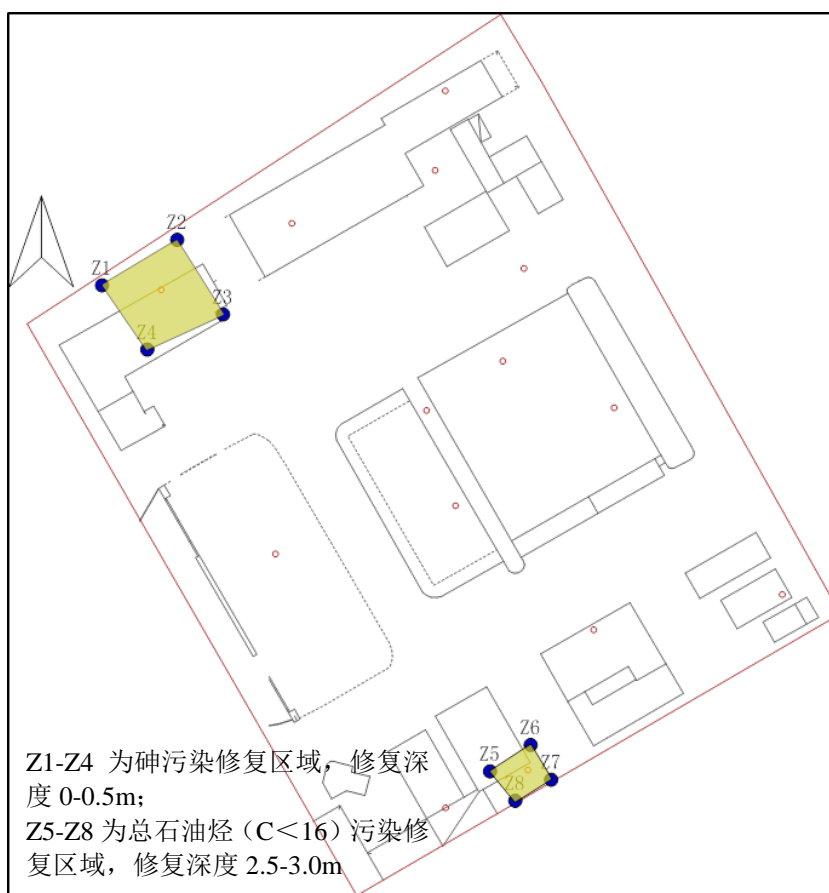 Z2
Z1
Z3
Z4
Z6
Z5
Z7
Z8
Z1-Z4 为砷污染修复区域，修复深
度 0-0.5m；
Z5-Z8 为总石油烃（C＜16）污染修
复区域，修复深度 2.5-3.0m